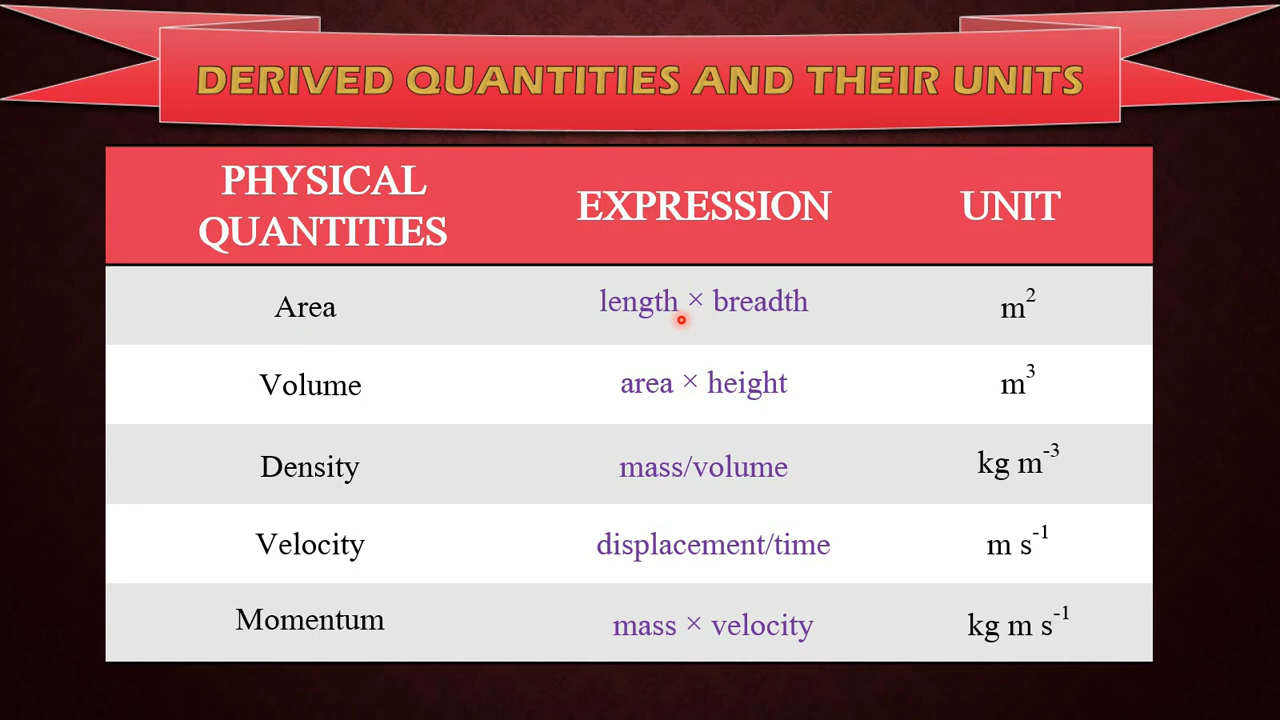 DERIVED QUANTITIES AND THEIR UNITS
PHYSICAL QUANTITIES EXPRESSION UNIT
Area length × breadth m²
Volume area × height m³
Density mass/volume kg m⁻³
Velocity displacement/time m s⁻¹
Momentum mass × velocity kg m s⁻¹